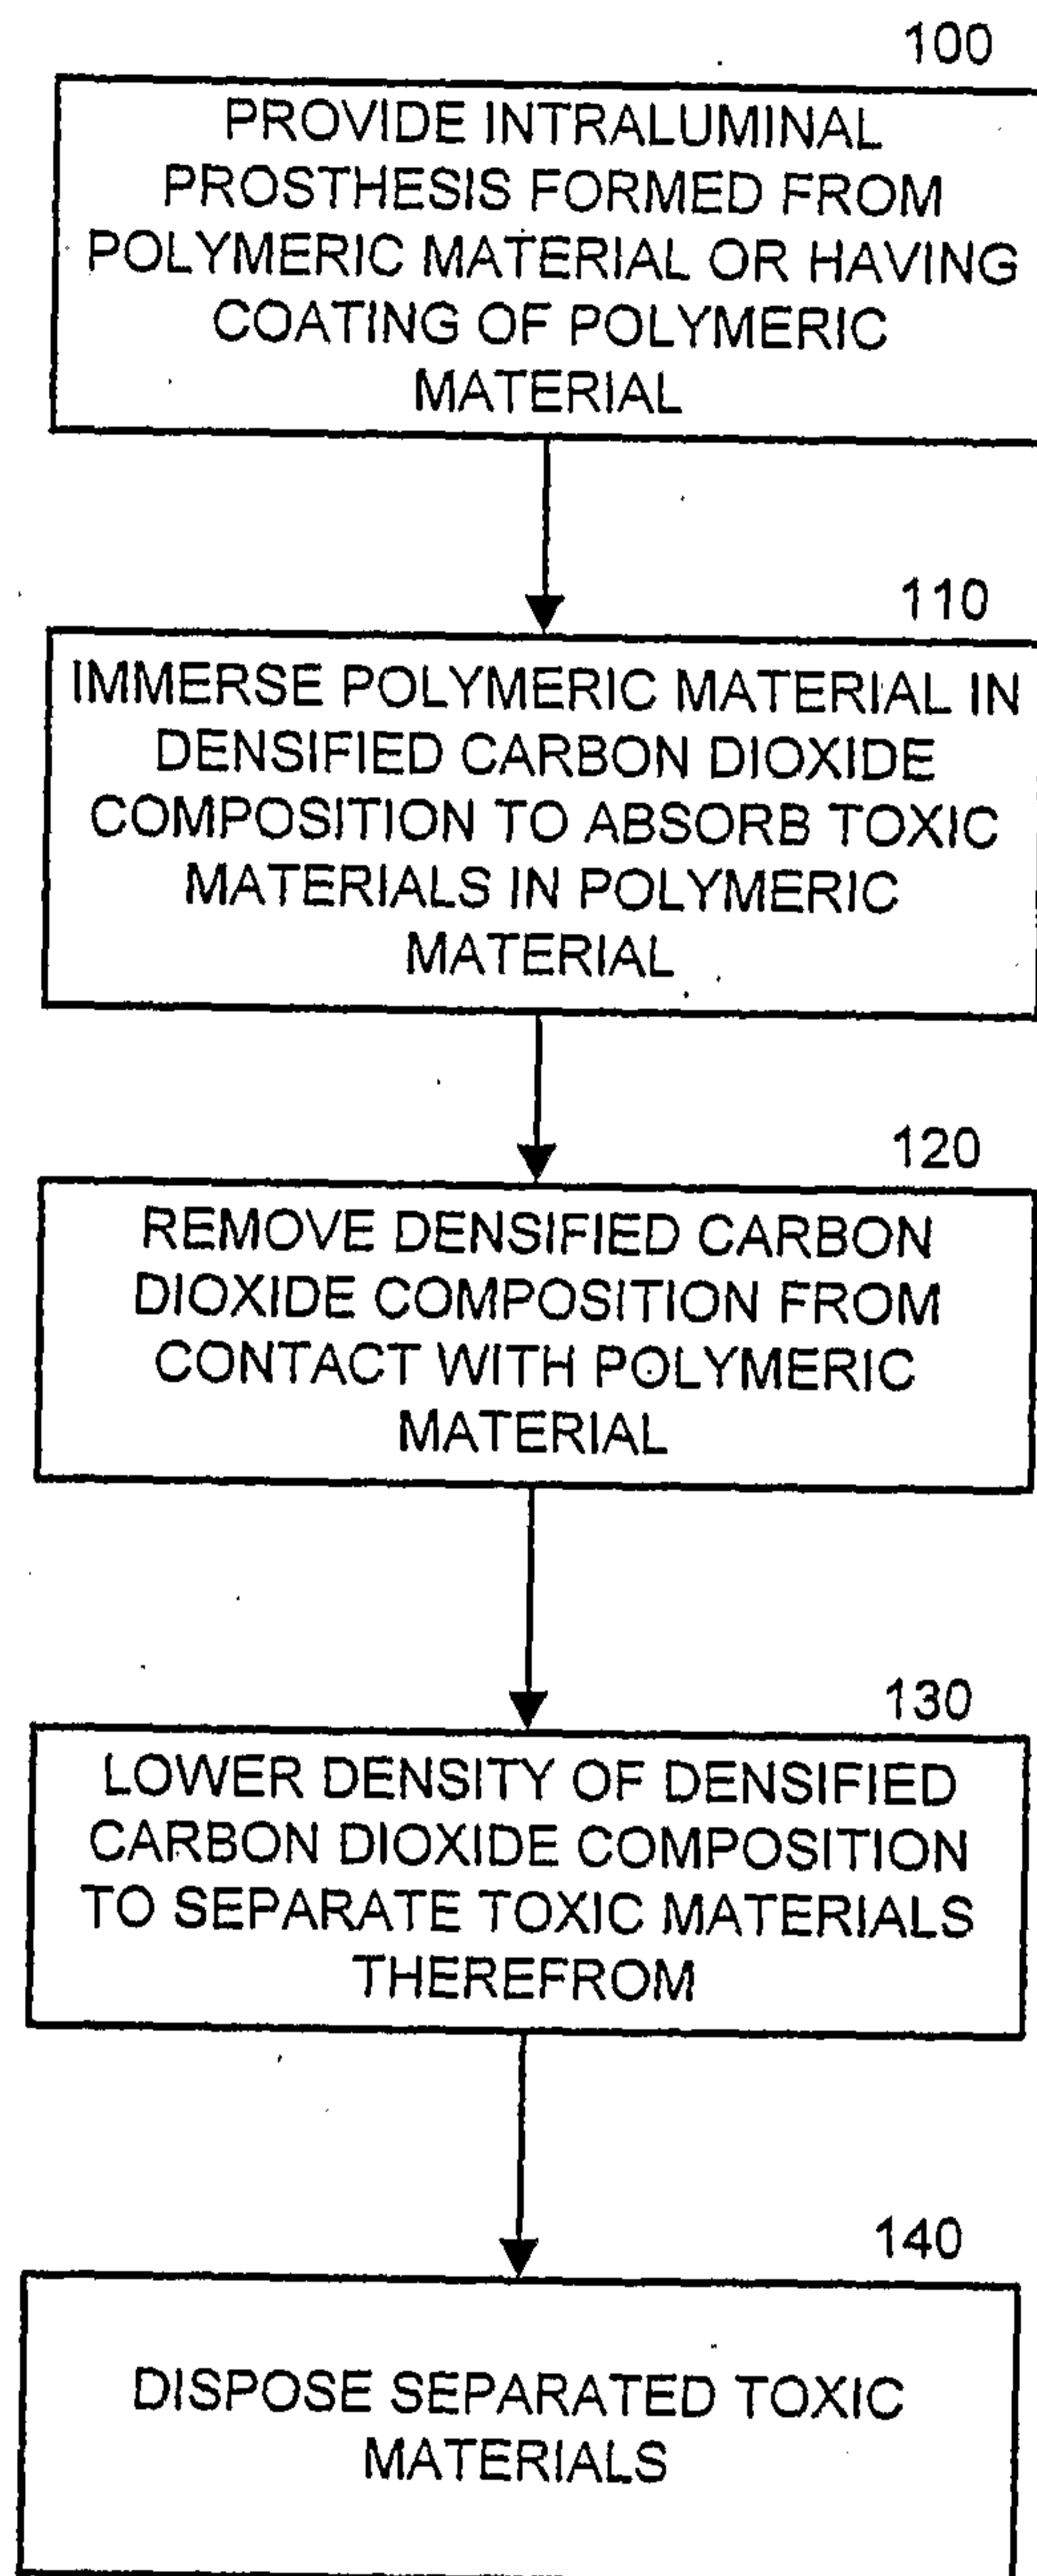 100
PROVIDE INTRALUMINAL
PROSTHESIS FORMED FROM
POLYMERIC MATERIAL OR HAVING
COATING OF POLYMERIC
MATERIAL
110
IMMERSE POLYMERIC MATERIAL IN
DENSIFIED CARBON DIOXIDE
COMPOSITION TO ABSORB TOXIC
MATERIALS IN POLYMERIC
MATERIAL
120
REMOVE DENSIFIED CARBON
DIOXIDE COMPOSITION FROM
CONTACT WITH POLYMERIC
MATERIAL
130
LOWER DENSITY OF DENSIFIED
CARBON DIOXIDE COMPOSITION
TO SEPARATE TOXIC MATERIALS
THEREFROM
140
DISPOSE SEPARATED TOXIC
MATERIALS